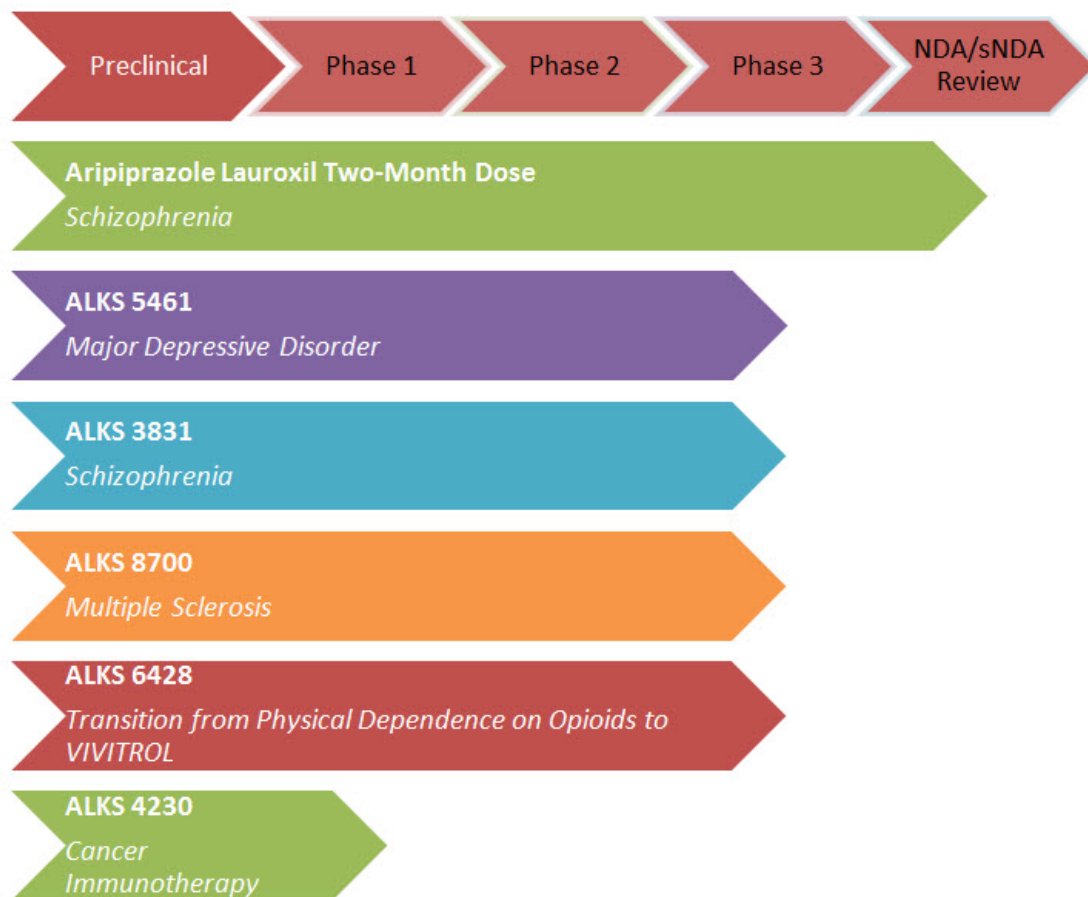 Preclinical
Phase 1
Phase 2
Phase 3
NDA/sNDA
Review
Aripiprazole Lauroxil Two-Month Dose
Schizophrenia
ALKS 5461
Major Depressive Disorder
ALKS 3831
Schizophrenia
ALKS 8700
Multiple Sclerosis
ALKS 6428
Transition from Physical Dependence on Opioids to
VIVITROL
ALKS 4230
Cancer
Immunotherapy